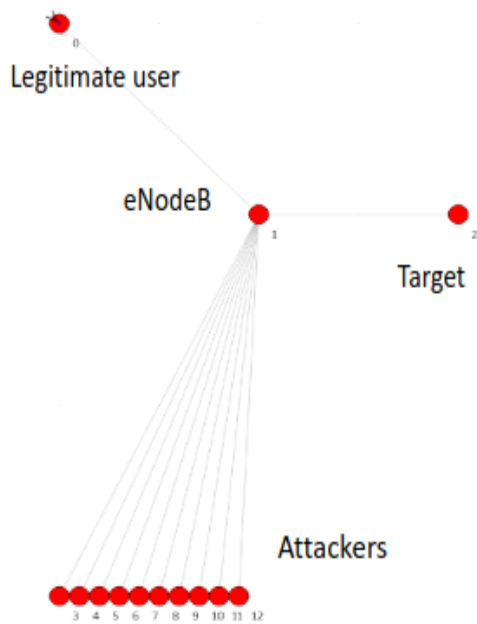 0
Legitimate user
eNodeB
1
2
Target
Attackers
3 4 5 6 7 8 9 10 11 12